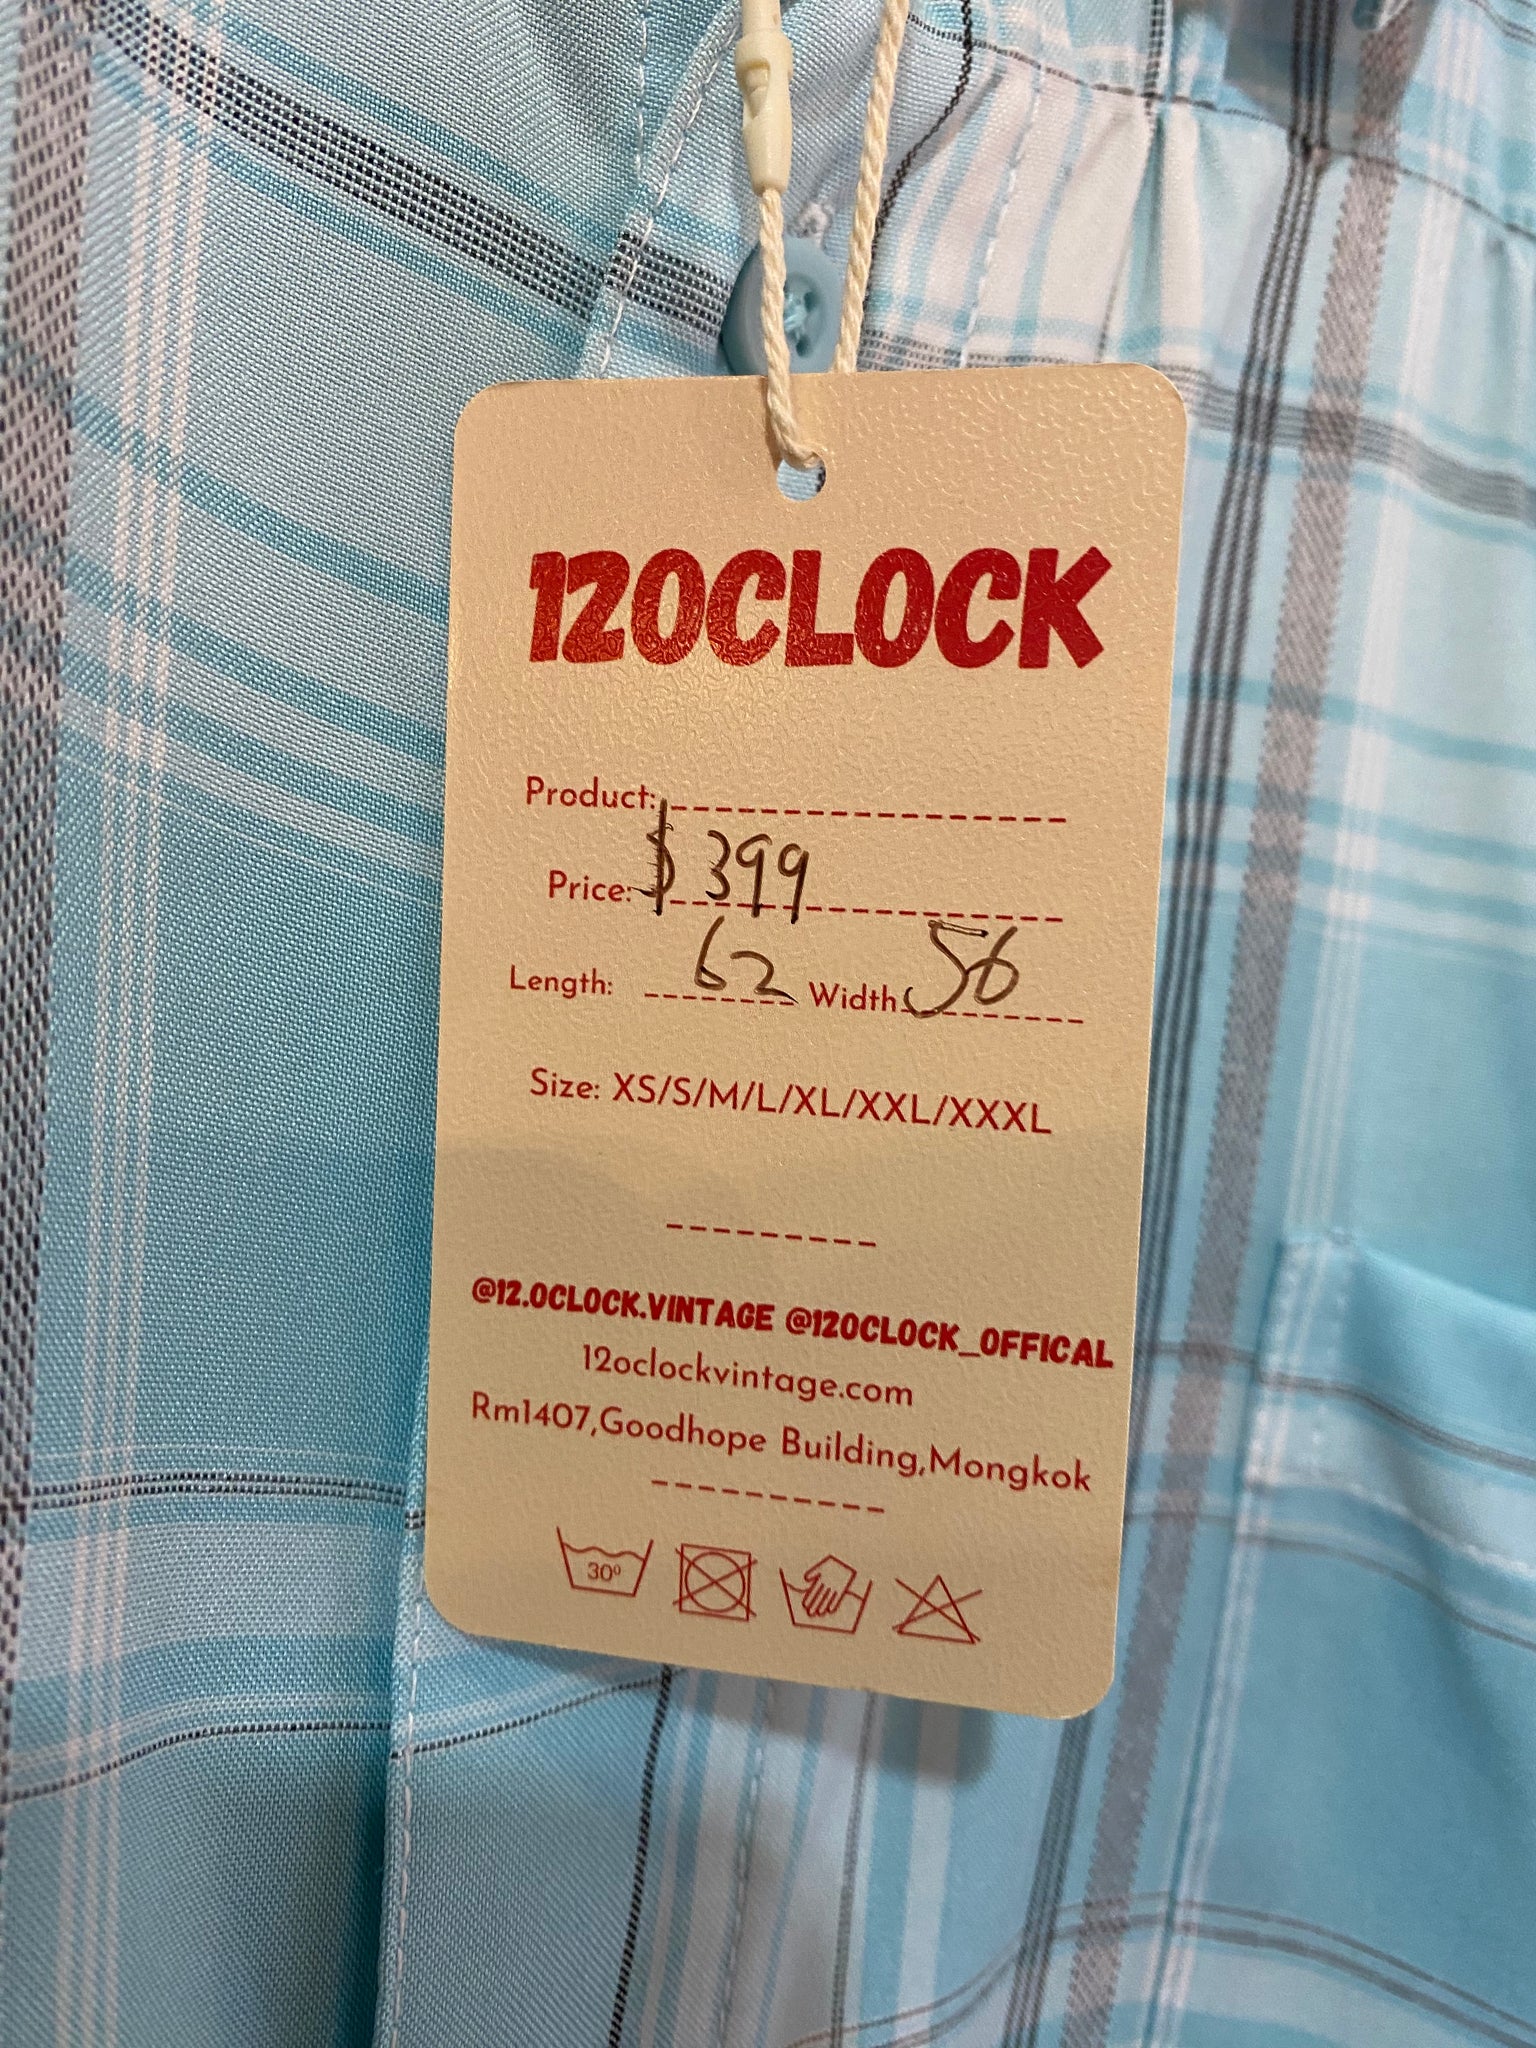 12OCLOCK
Product:
Price: $ 399
Length: 62 Width: 56
Size: XS/S/M/L/XL/XXL/XXXL
@12.OCLOCK.VINTAGE @12OCLOCK_OFFICAL
12oclockvintage.com
Rm1407,Goodhope Building,Mongkok
30º